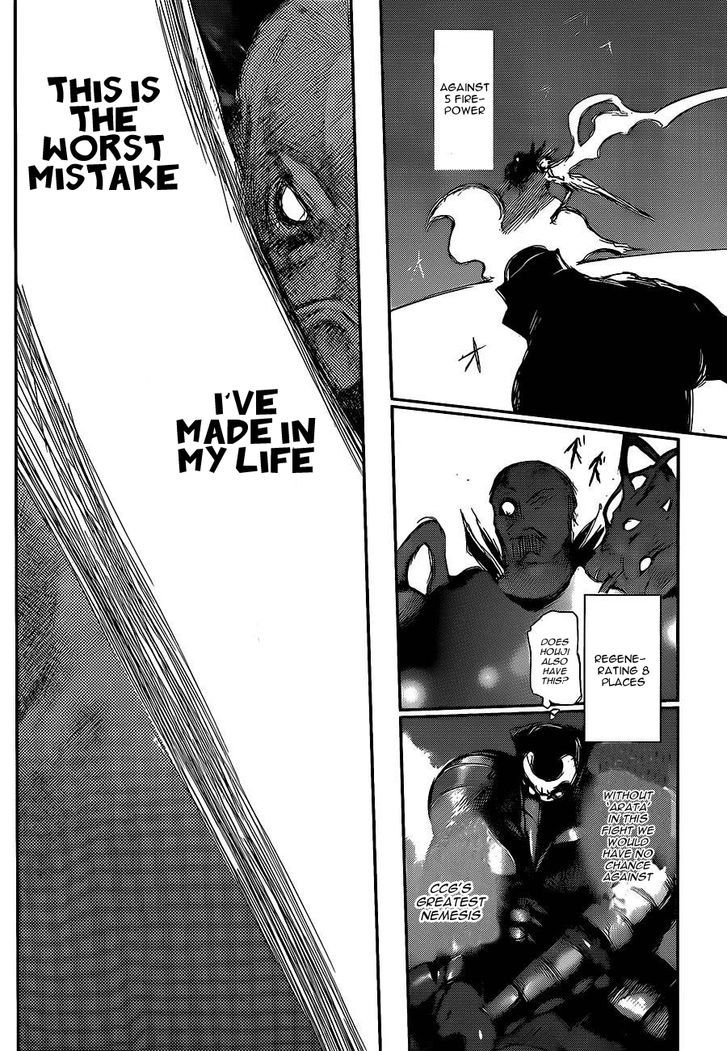 AGAINST
5 FIRE-
POWER
DOES
HOUJI
ALSO
HAVE
THIS?
REGENE-
RATING 8
PLACES
WITHOUT
'ARATA'
IN THIS
FIGHT WE
WOULD
HAVE NO
CHANCE
AGAINST
CCG'S
GREATEST
NEMESIS
THIS IS
THE
WORST
MISTAKE
I'VE
MADE IN
MY LIFE